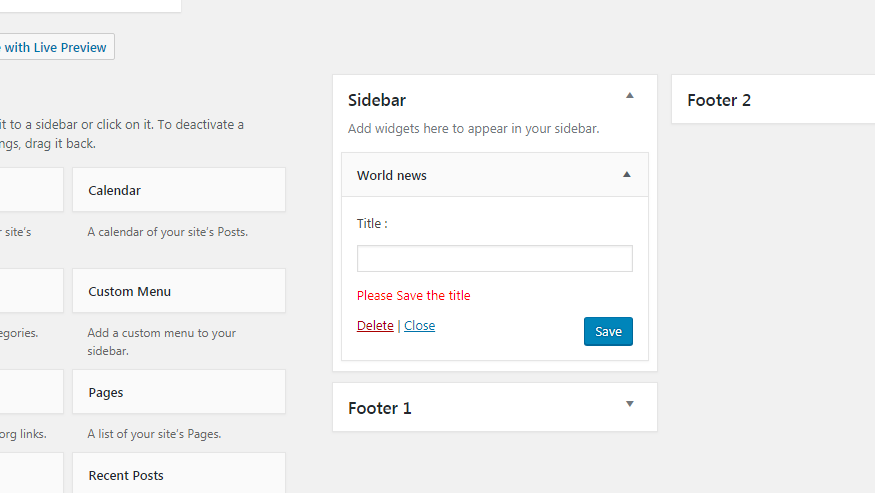 with Live Preview
it to a sidebar or click on it. To deactivate a
ngs, drag it back.
Calendar
site's
A calendar of your site's Posts.
Custom Menu
egories.
Add a custom menu to your
sidebar.
Pages
org links.
A list of your site's Pages.
Recent Posts
Sidebar
Add widgets here to appear in your sidebar.
World news
Title :
Please Save the title
Delete | Close
Save
Footer 1
Footer 2